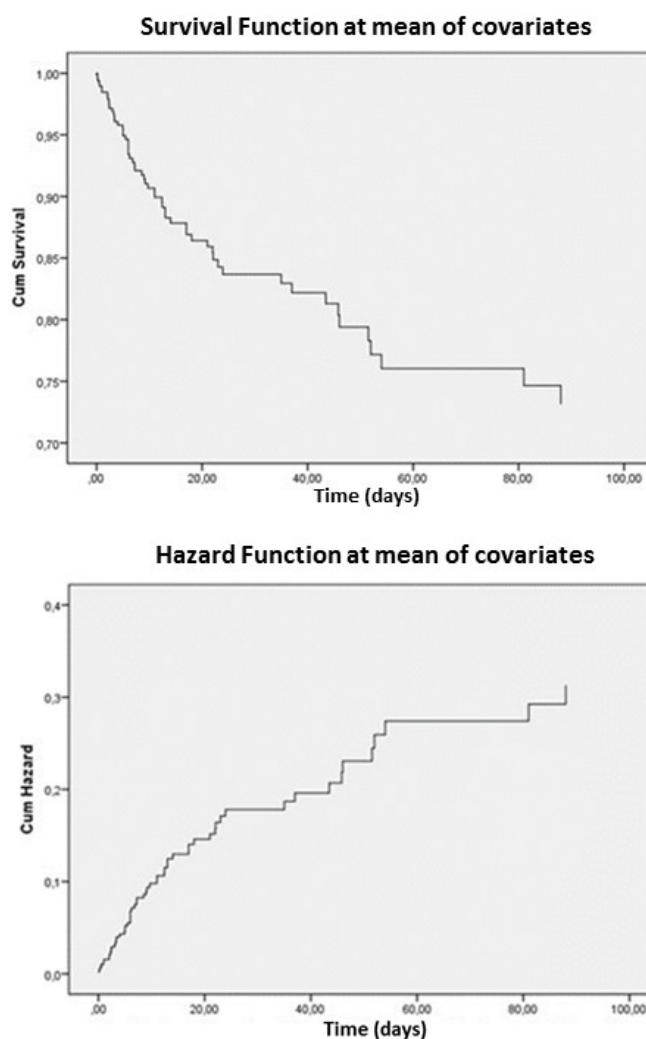 Survival Function at mean of covariates
1,00
0,95
0,90
0,85
0,80
0,75
0,70
Cum Survival
,00 20,00 40,00 60,00 80,00 100,00
Time (days)
Hazard Function at mean of covariates
0,4
0,3
0,2
0,1
0,0
Cum Hazard
,00 20,00 40,00 60,00 80,00 100,00
Time (days)